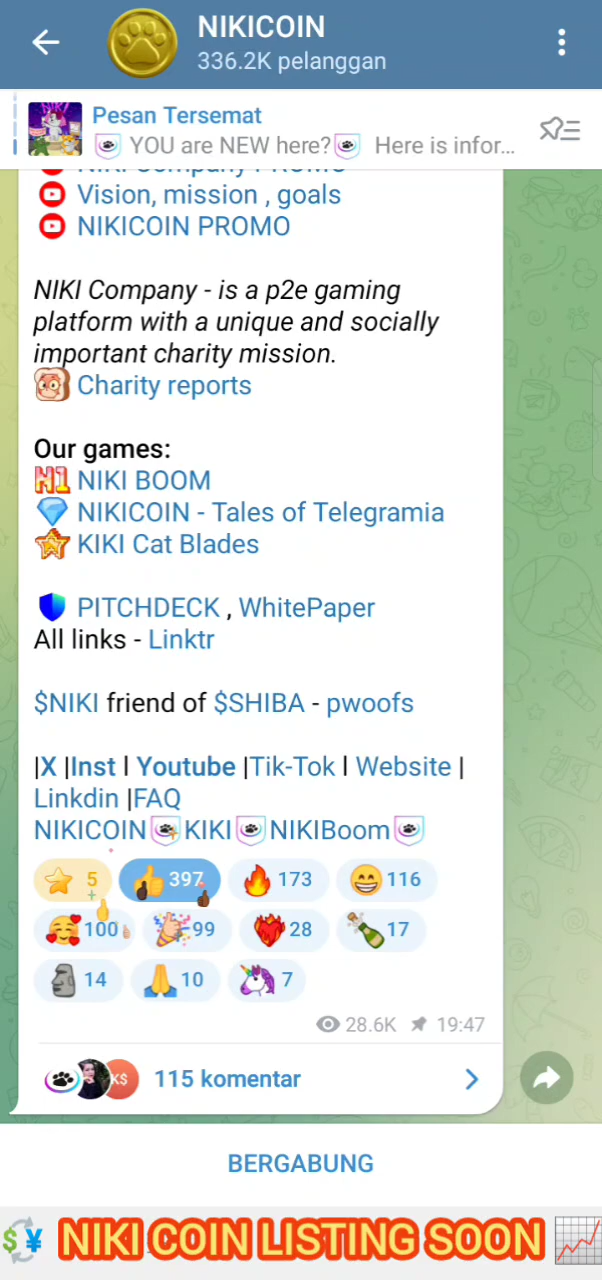 NIKICOIN
336.2K pelanggan
Pesan Tersemat
YOU are NEW here? Here is infor...
NIKI Company PROMO
Vision, mission , goals
NIKICOIN PROMO
NIKI Company - is a p2e gaming
platform with a unique and socially
important charity mission.
Charity reports
Our games:
NIKI BOOM
NIKICOIN - Tales of Telegramia
KIKI Cat Blades
PITCHDECK , WhitePaper
All links - Linktr
$NIKI friend of $SHIBA - pwoofs
|X |Inst l Youtube |Tik-Tok l Website |
Linkdin |FAQ
NIKICOIN KIKI NIKIBoom
5 397 173 116
100 99 28 17
14 10 7
28.6K 19:47
K$ 115 komentar
BERGABUNG
NIKI COIN LISTING SOON